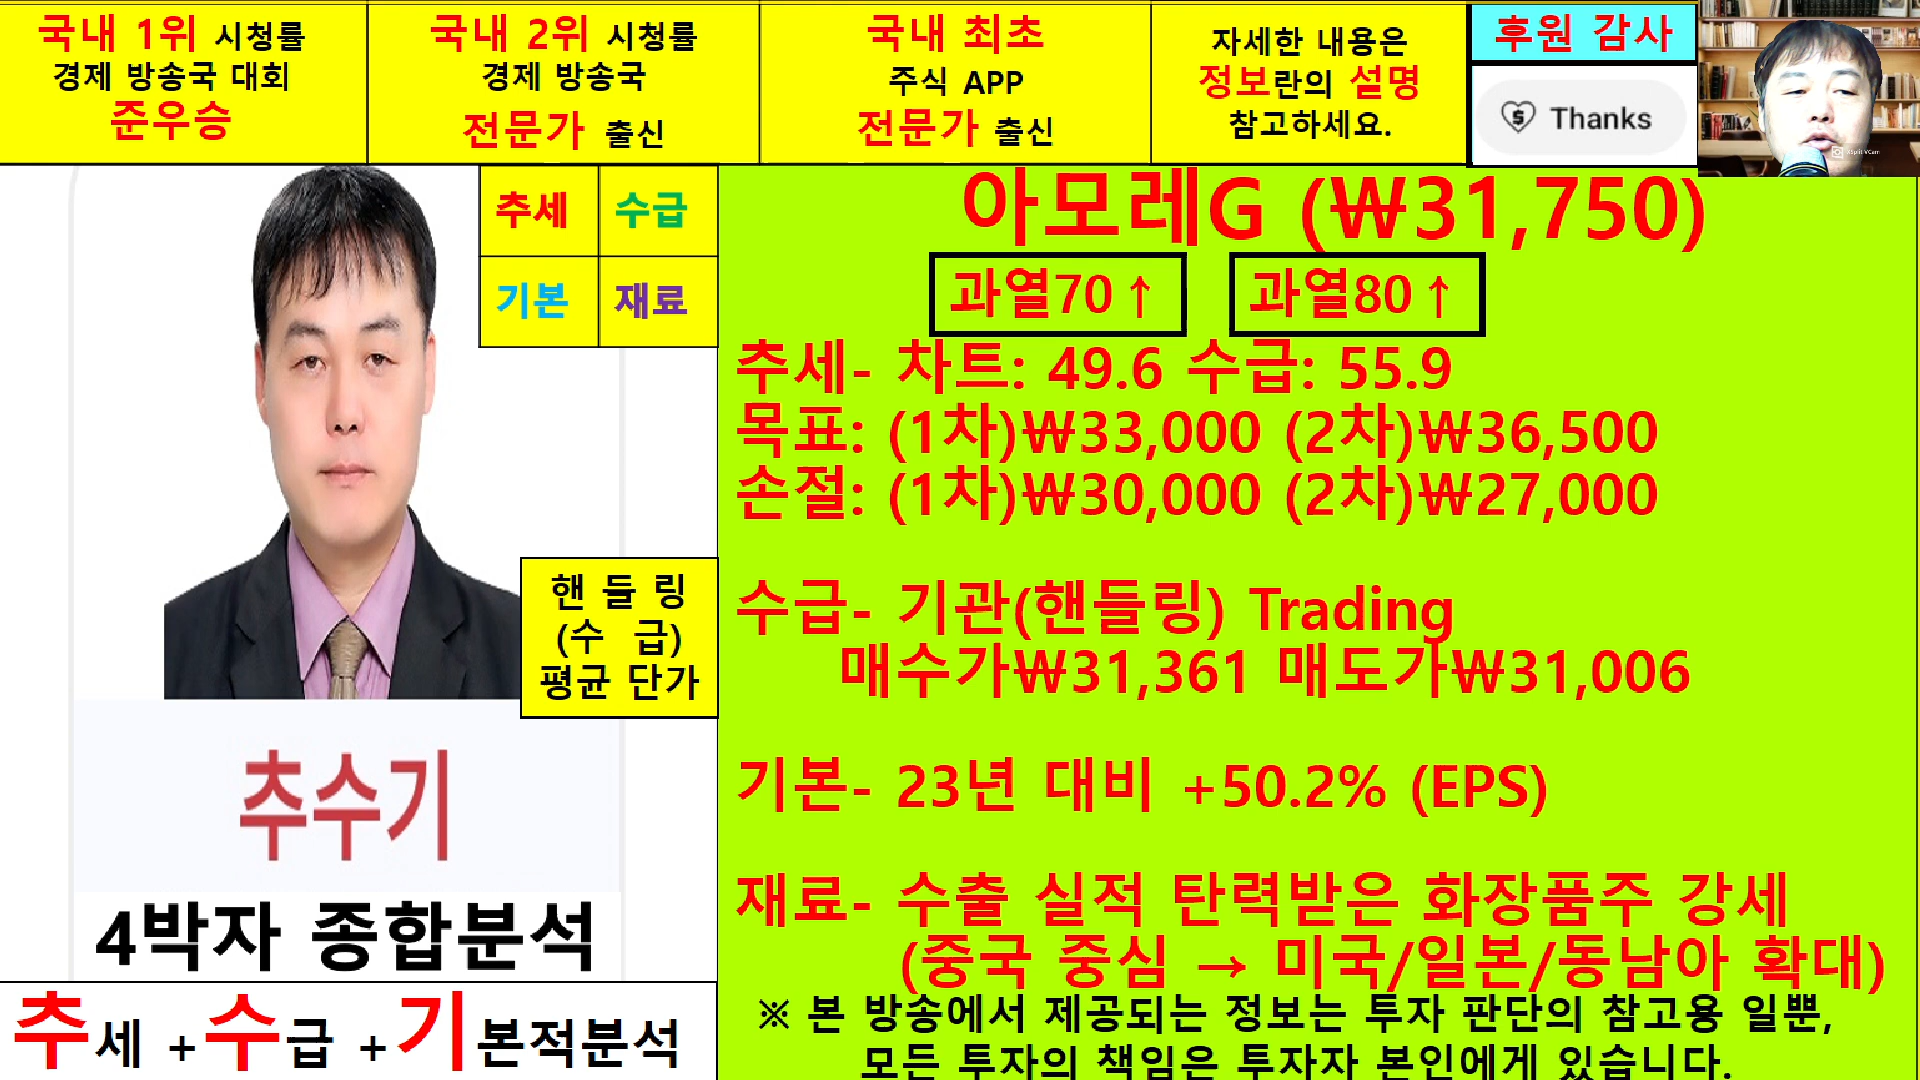 국내 1위 시청률
경제 방송국 대회
준우승
국내 2위 시청률
경제 방송국
전문가 출신
국내 최초
주식 APP
전문가 출신
자세한 내용은
정보란의 설명
참고하세요.
후원 감사
Thanks
XSplit VCam
추세 수급
기본 재료
핸 들 링
(수 급)
평균 단가
추수기
4박자 종합분석
추세 +수급 +기본적분석
아모레G (₩31,750)
과열70↑ 과열80↑
추세- 차트: 49.6 수급: 55.9
목표: (1차)₩33,000 (2차)₩36,500
손절: (1차)₩30,000 (2차)₩27,000
수급- 기관(핸들링) Trading
매수가₩31,361 매도가₩31,006
기본- 23년 대비 +50.2% (EPS)
재료- 수출 실적 탄력받은 화장품주 강세
(중국 중심 → 미국/일본/동남아 확대)
※ 본 방송에서 제공되는 정보는 투자 판단의 참고용 일뿐,
모든 투자의 책임은 투자자 본인에게 있습니다.